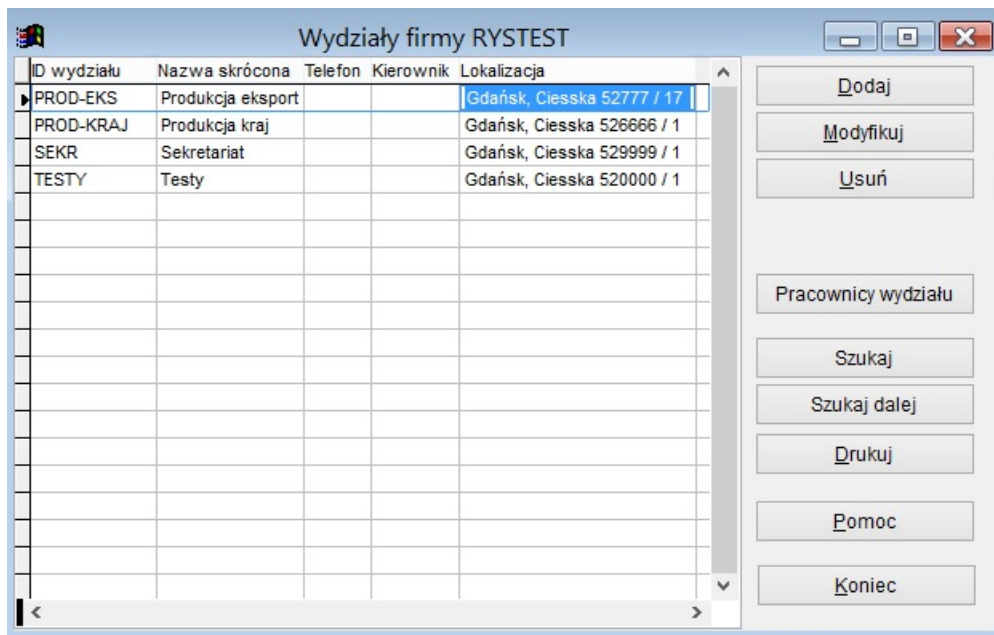 Wydziały firmy RYSTEST
ID wydziału Nazwa skrócona Telefon Kierownik Lokalizacja
PROD-EKS Produkcja eksport Gdańsk, Ciesska 52777 / 17
PROD-KRAJ Produkcja kraj Gdańsk, Ciesska 526666 / 1
SEKR Sekretariat Gdańsk, Ciesska 529999 / 1
TESTY Testy Gdańsk, Ciesska 520000 / 1
Dodaj
Modyfikuj
Usuń
Pracownicy wydziału
Szukaj
Szukaj dalej
Drukuj
Pomoc
Koniec